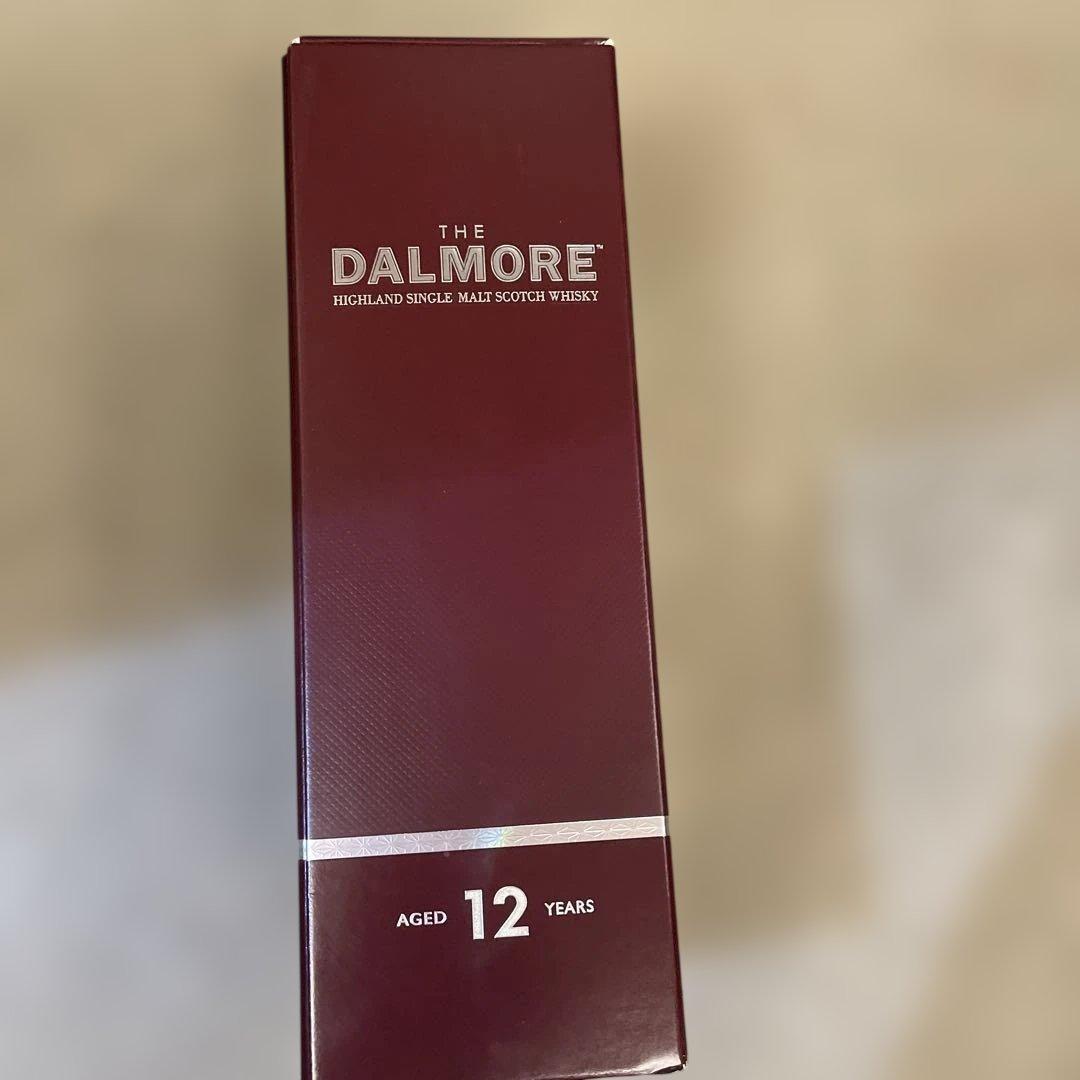 THE
DALMORE™
HIGHLAND SINGLE MALT SCOTCH WHISKY
AGED 12 YEARS